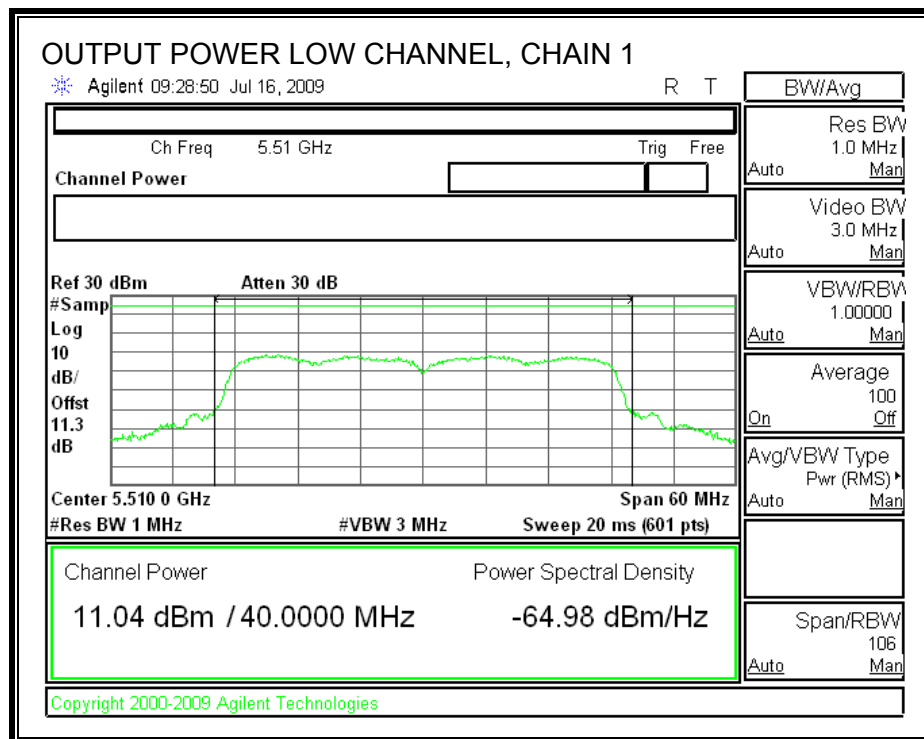 OUTPUT POWER LOW CHANNEL, CHAIN 1
Agilent 09:28:50 Jul 16, 2009 R T
Ch Freq 5.51 GHz Trig Free
Channel Power
Ref 30 dBm Atten 30 dB
#Samp
Log
10
dB/
Offst
11.3
dB
Center 5.510 0 GHz Span 60 MHz
#Res BW 1 MHz #VBW 3 MHz Sweep 20 ms (601 pts)
Channel Power Power Spectral Density
11.04 dBm / 40.0000 MHz -64.98 dBm/Hz
Copyright 2000-2009 Agilent Technologies
BW/Avg
Res BW
1.0 MHz
Auto Man
Video BW
3.0 MHz
Auto Man
VBW/RBW
1.00000
Auto Man
Average
100
On Off
Avg/VBW Type
Pwr (RMS)
Auto Man
Span/RBW
106
Auto Man